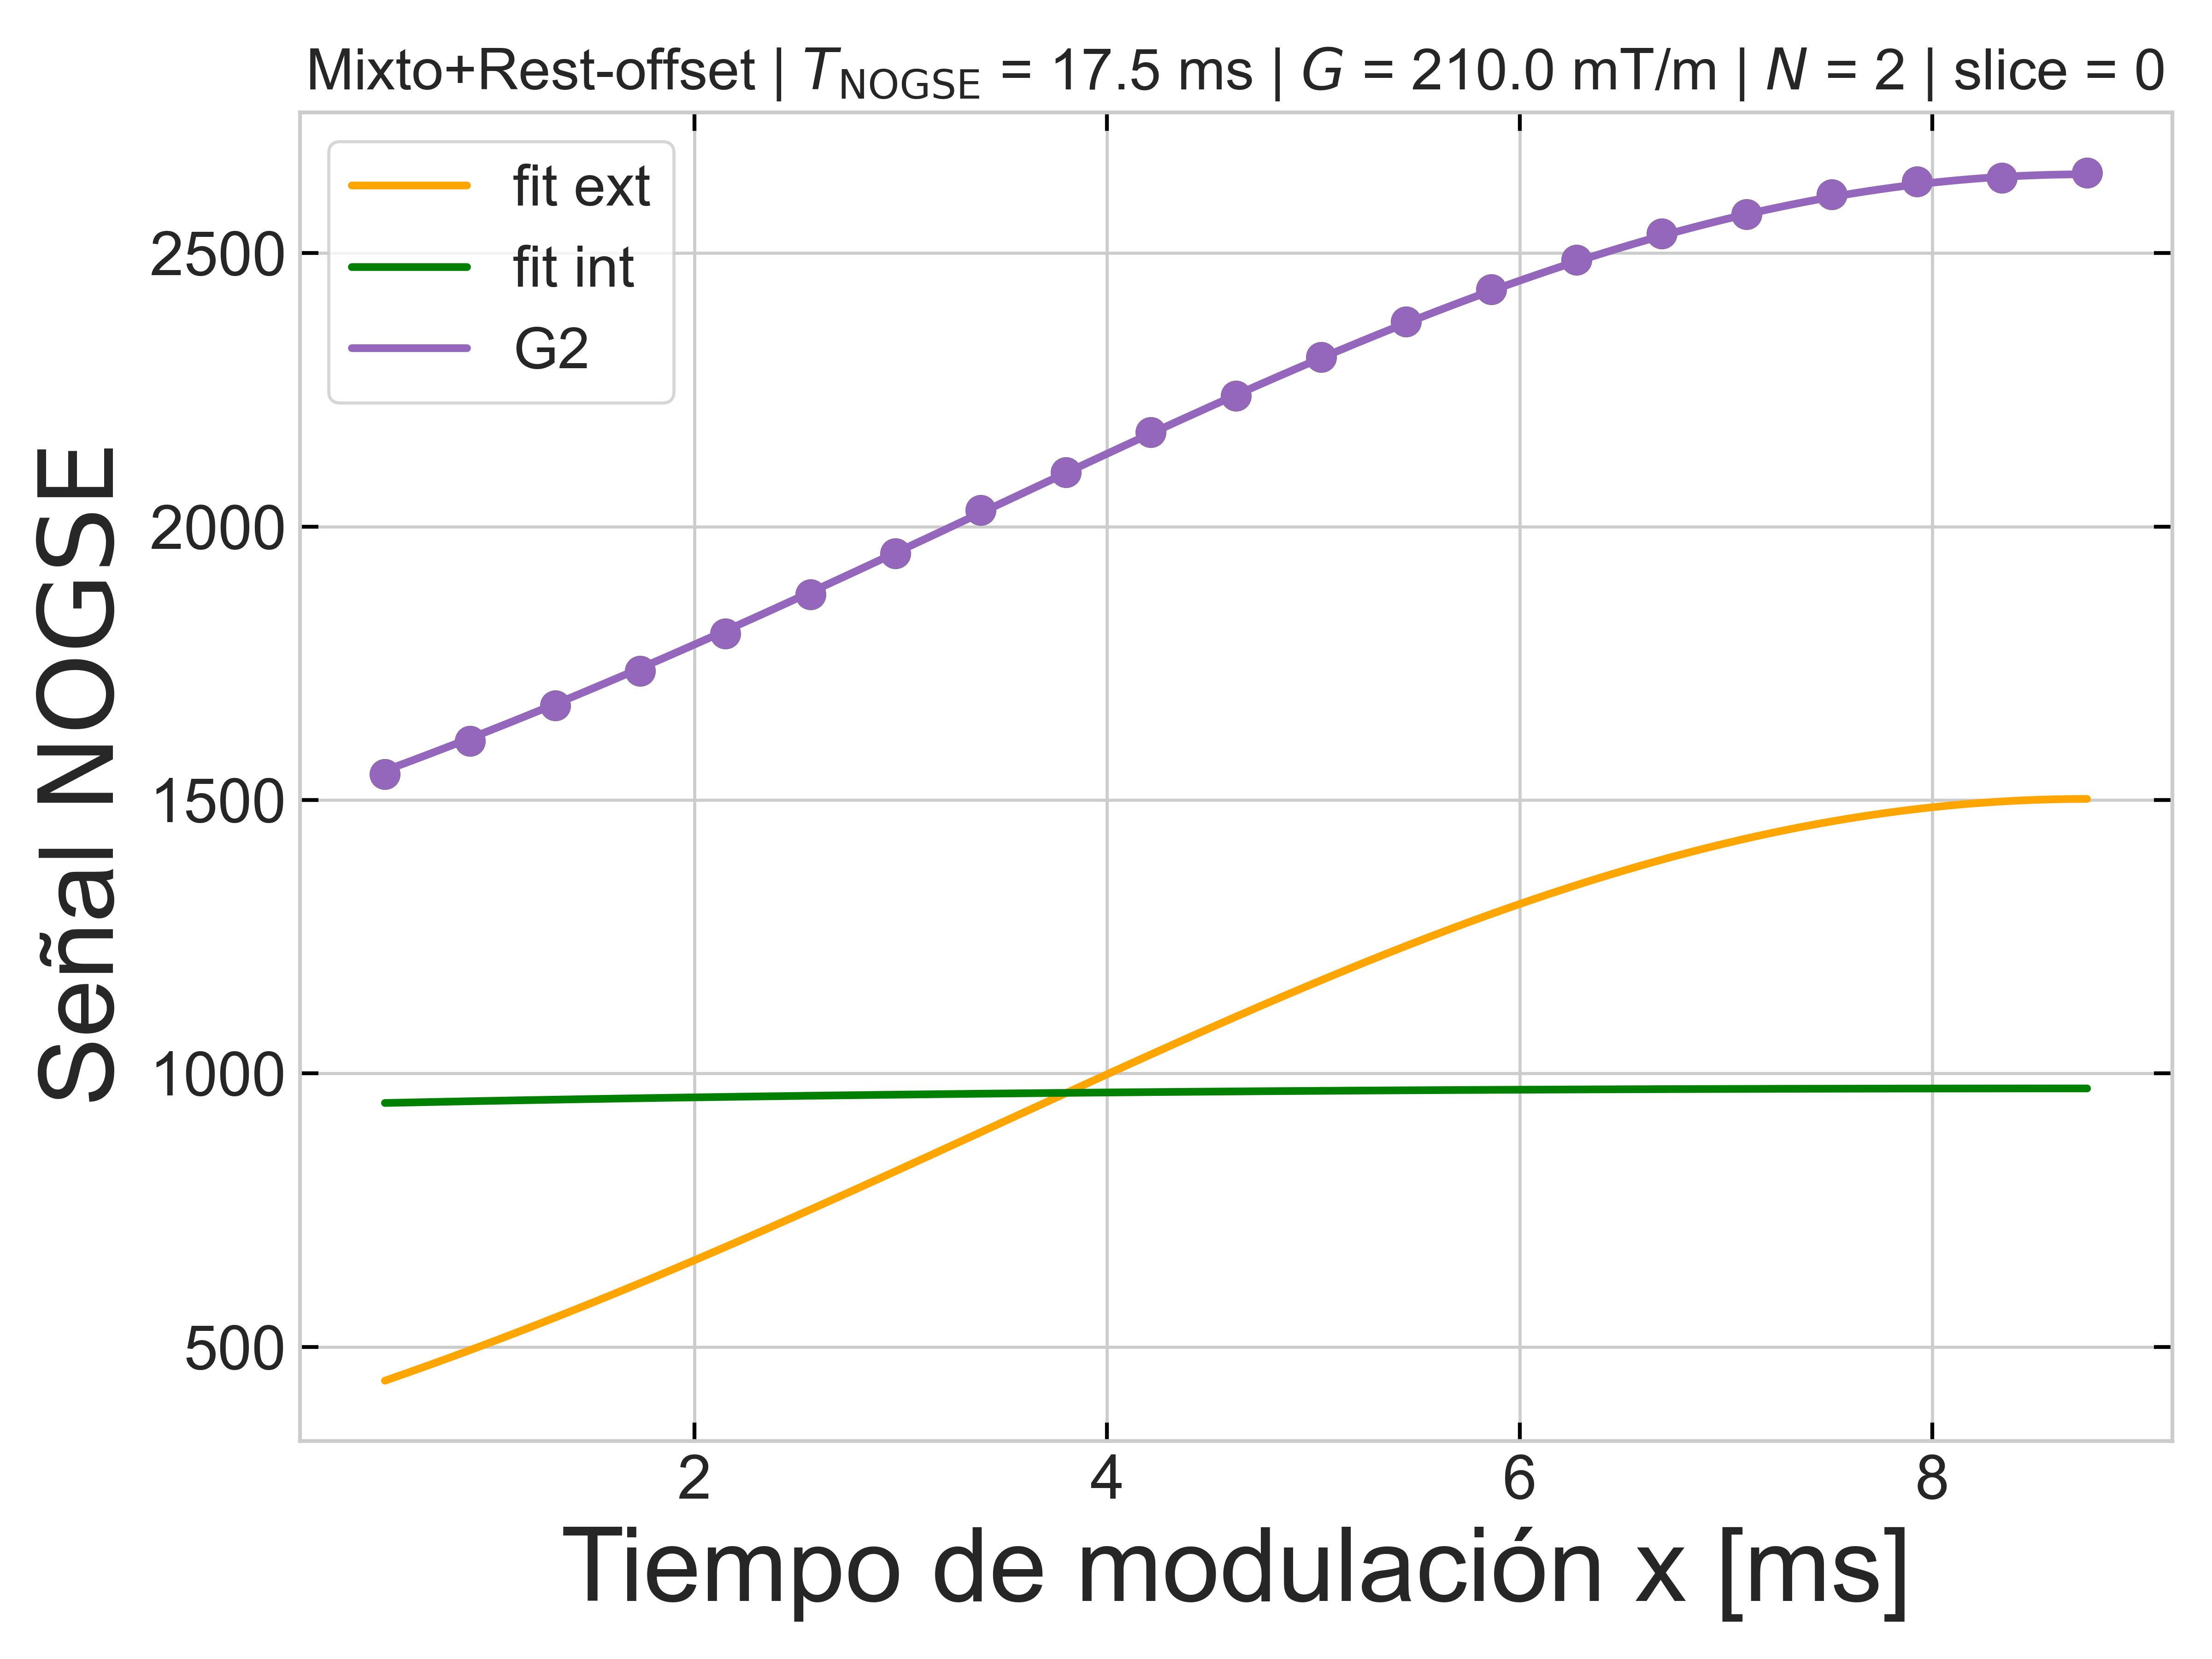 Mixto+Rest-offset | T_NOGSE = 17.5 ms | G = 210.0 mT/m | N = 2 | slice = 0
fit ext
fit int
G2
Señal NOGSE
2500
2000
1500
1000
500
2 4 6 8
Tiempo de modulación x [ms]